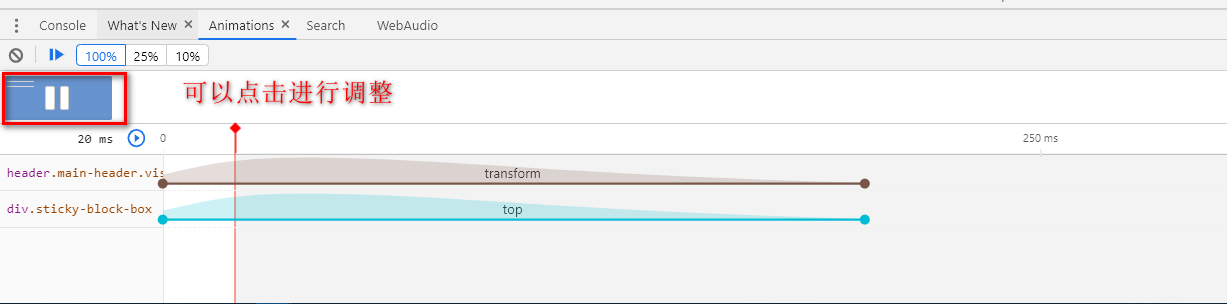 Console What's New Animations Search WebAudio
100% 25% 10%
可以点击进行调整
20 ms 0 250 ms
header.main-header.vis transform
div.sticky-block-box top